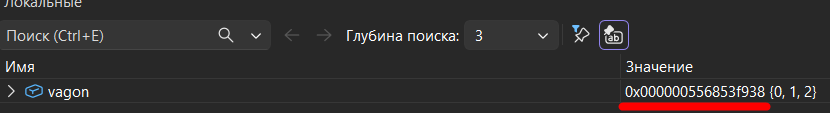 Локальные
Поиск (Ctrl+E) Глубина поиска: 3
Имя Значение
vagon 0x000000556853f938 {0, 1, 2}